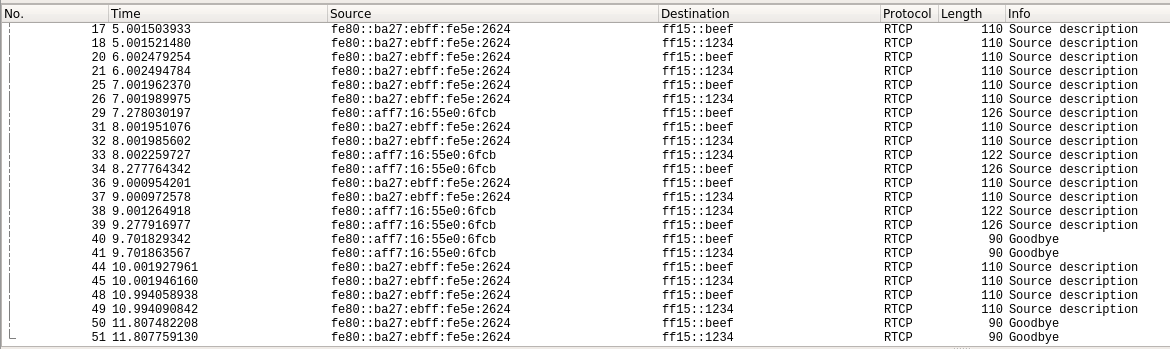 No. Time Source Destination Protocol Length Info
17 5.001503933 fe80::ba27:ebff:fe5e:2624 ff15::beef RTCP 110 Source description
18 5.001521480 fe80::ba27:ebff:fe5e:2624 ff15::1234 RTCP 110 Source description
20 6.002479254 fe80::ba27:ebff:fe5e:2624 ff15::beef RTCP 110 Source description
21 6.002494784 fe80::ba27:ebff:fe5e:2624 ff15::1234 RTCP 110 Source description
25 7.001962370 fe80::ba27:ebff:fe5e:2624 ff15::beef RTCP 110 Source description
26 7.001989975 fe80::ba27:ebff:fe5e:2624 ff15::1234 RTCP 110 Source description
29 7.278030197 fe80::aff7:16:55e0:6fcb ff15::beef RTCP 126 Source description
31 8.001951076 fe80::ba27:ebff:fe5e:2624 ff15::beef RTCP 110 Source description
32 8.001985602 fe80::ba27:ebff:fe5e:2624 ff15::1234 RTCP 110 Source description
33 8.002259727 fe80::aff7:16:55e0:6fcb ff15::1234 RTCP 122 Source description
34 8.277764342 fe80::aff7:16:55e0:6fcb ff15::beef RTCP 126 Source description
36 9.000954201 fe80::ba27:ebff:fe5e:2624 ff15::beef RTCP 110 Source description
37 9.000972578 fe80::ba27:ebff:fe5e:2624 ff15::1234 RTCP 110 Source description
38 9.001264918 fe80::aff7:16:55e0:6fcb ff15::1234 RTCP 122 Source description
39 9.277916977 fe80::aff7:16:55e0:6fcb ff15::beef RTCP 126 Source description
40 9.701829342 fe80::aff7:16:55e0:6fcb ff15::beef RTCP 90 Goodbye
41 9.701863567 fe80::aff7:16:55e0:6fcb ff15::1234 RTCP 90 Goodbye
44 10.001927961 fe80::ba27:ebff:fe5e:2624 ff15::beef RTCP 110 Source description
45 10.001946160 fe80::ba27:ebff:fe5e:2624 ff15::1234 RTCP 110 Source description
48 10.994058938 fe80::ba27:ebff:fe5e:2624 ff15::beef RTCP 110 Source description
49 10.994090842 fe80::ba27:ebff:fe5e:2624 ff15::1234 RTCP 110 Source description
50 11.807482208 fe80::ba27:ebff:fe5e:2624 ff15::beef RTCP 90 Goodbye
51 11.807759130 fe80::ba27:ebff:fe5e:2624 ff15::1234 RTCP 90 Goodbye